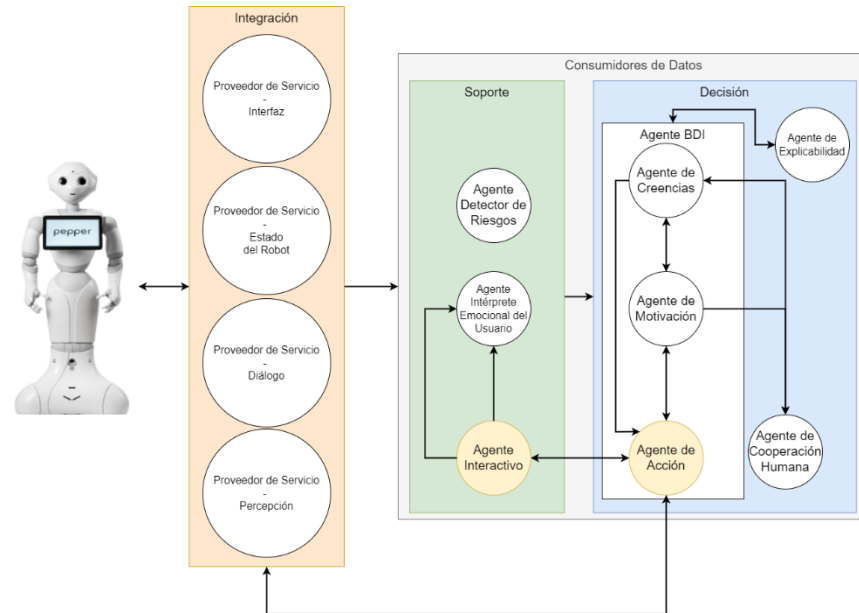 Integración
Proveedor de Servicio
-
Interfaz
Proveedor de Servicio
-
Estado
del Robot
Proveedor de Servicio
-
Diálogo
Proveedor de Servicio
-
Percepción
pepper
Consumidores de Datos
Soporte
Agente
Detector de
Riesgos
Agente
Intérprete
Emocional del
Usuario
Agente
Interactivo
Decisión
Agente BDI
Agente de
Creencias
Agente de
Motivación
Agente de
Acción
Agente de
Explicabilidad
Agente de
Cooperación
Humana